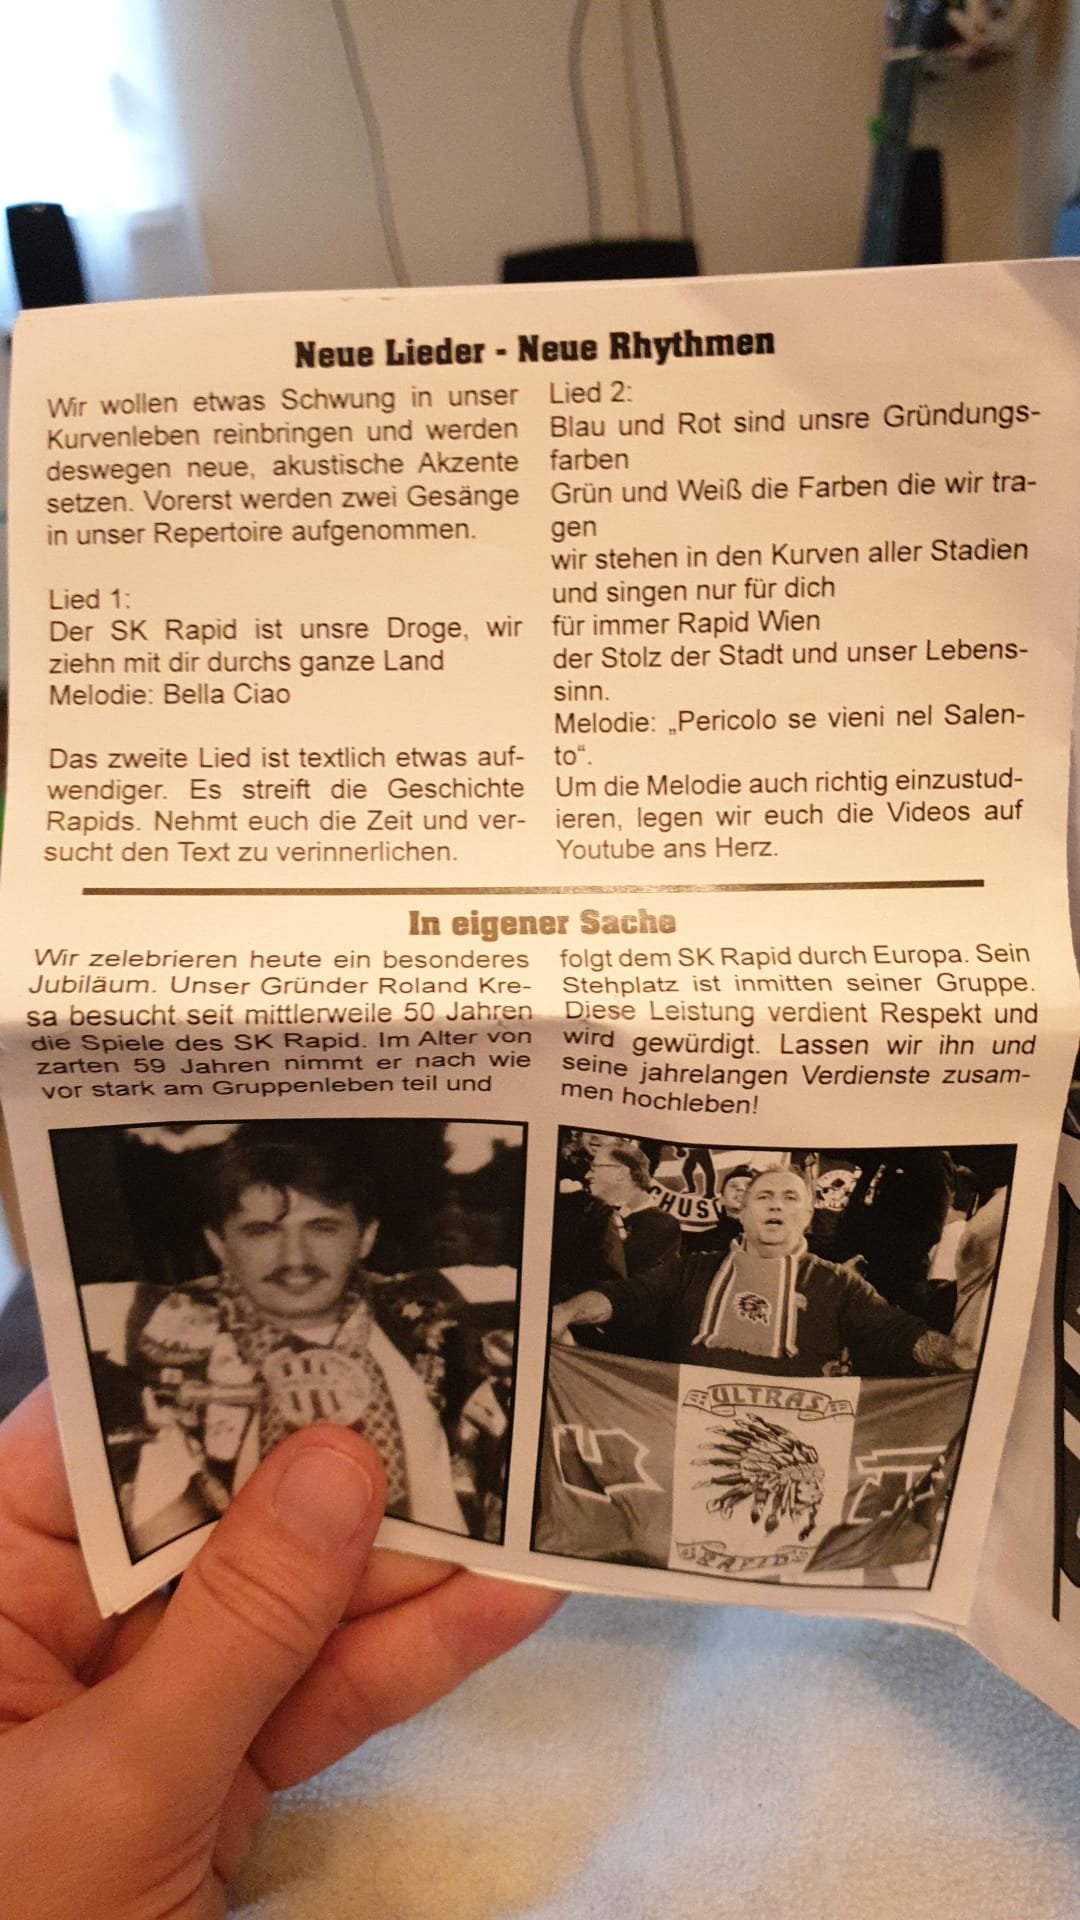 Neue Lieder - Neue Rhythmen
Wir wollen etwas Schwung in unser
Kurvenleben reinbringen und werden
deswegen neue, akustische Akzente
setzen. Vorerst werden zwei Gesänge
in unser Repertoire aufgenommen.
Lied 1:
Der SK Rapid ist unsre Droge, wir
ziehn mit dir durchs ganze Land
Melodie: Bella Ciao
Das zweite Lied ist textlich etwas auf-
wendiger. Es streift die Geschichte
Rapids. Nehmt euch die Zeit und ver-
sucht den Text zu verinnerlichen.
Lied 2:
Blau und Rot sind unsre Gründungs-
farben
Grün und Weiß die Farben die wir tra-
gen
wir stehen in den Kurven aller Stadien
und singen nur für dich
für immer Rapid Wien
der Stolz der Stadt und unser Lebens-
sinn.
Melodie: „Pericolo se vieni nel Salen-
to“.
Um die Melodie auch richtig einzustud-
ieren, legen wir euch die Videos auf
Youtube ans Herz.
In eigener Sache
Wir zelebrieren heute ein besonderes
Jubiläum. Unser Gründer Roland Kre-
sa besucht seit mittlerweile 50 Jahren
die Spiele des SK Rapid. Im Alter von
zarten 59 Jahren nimmt er nach wie
vor stark am Gruppenleben teil und
folgt dem SK Rapid durch Europa. Sein
Stehplatz ist inmitten seiner Gruppe.
Diese Leistung verdient Respekt und
wird gewürdigt. Lassen wir ihn und
seine jahrelangen Verdienste zusam-
men hochleben!
ULTRAS
RAPID